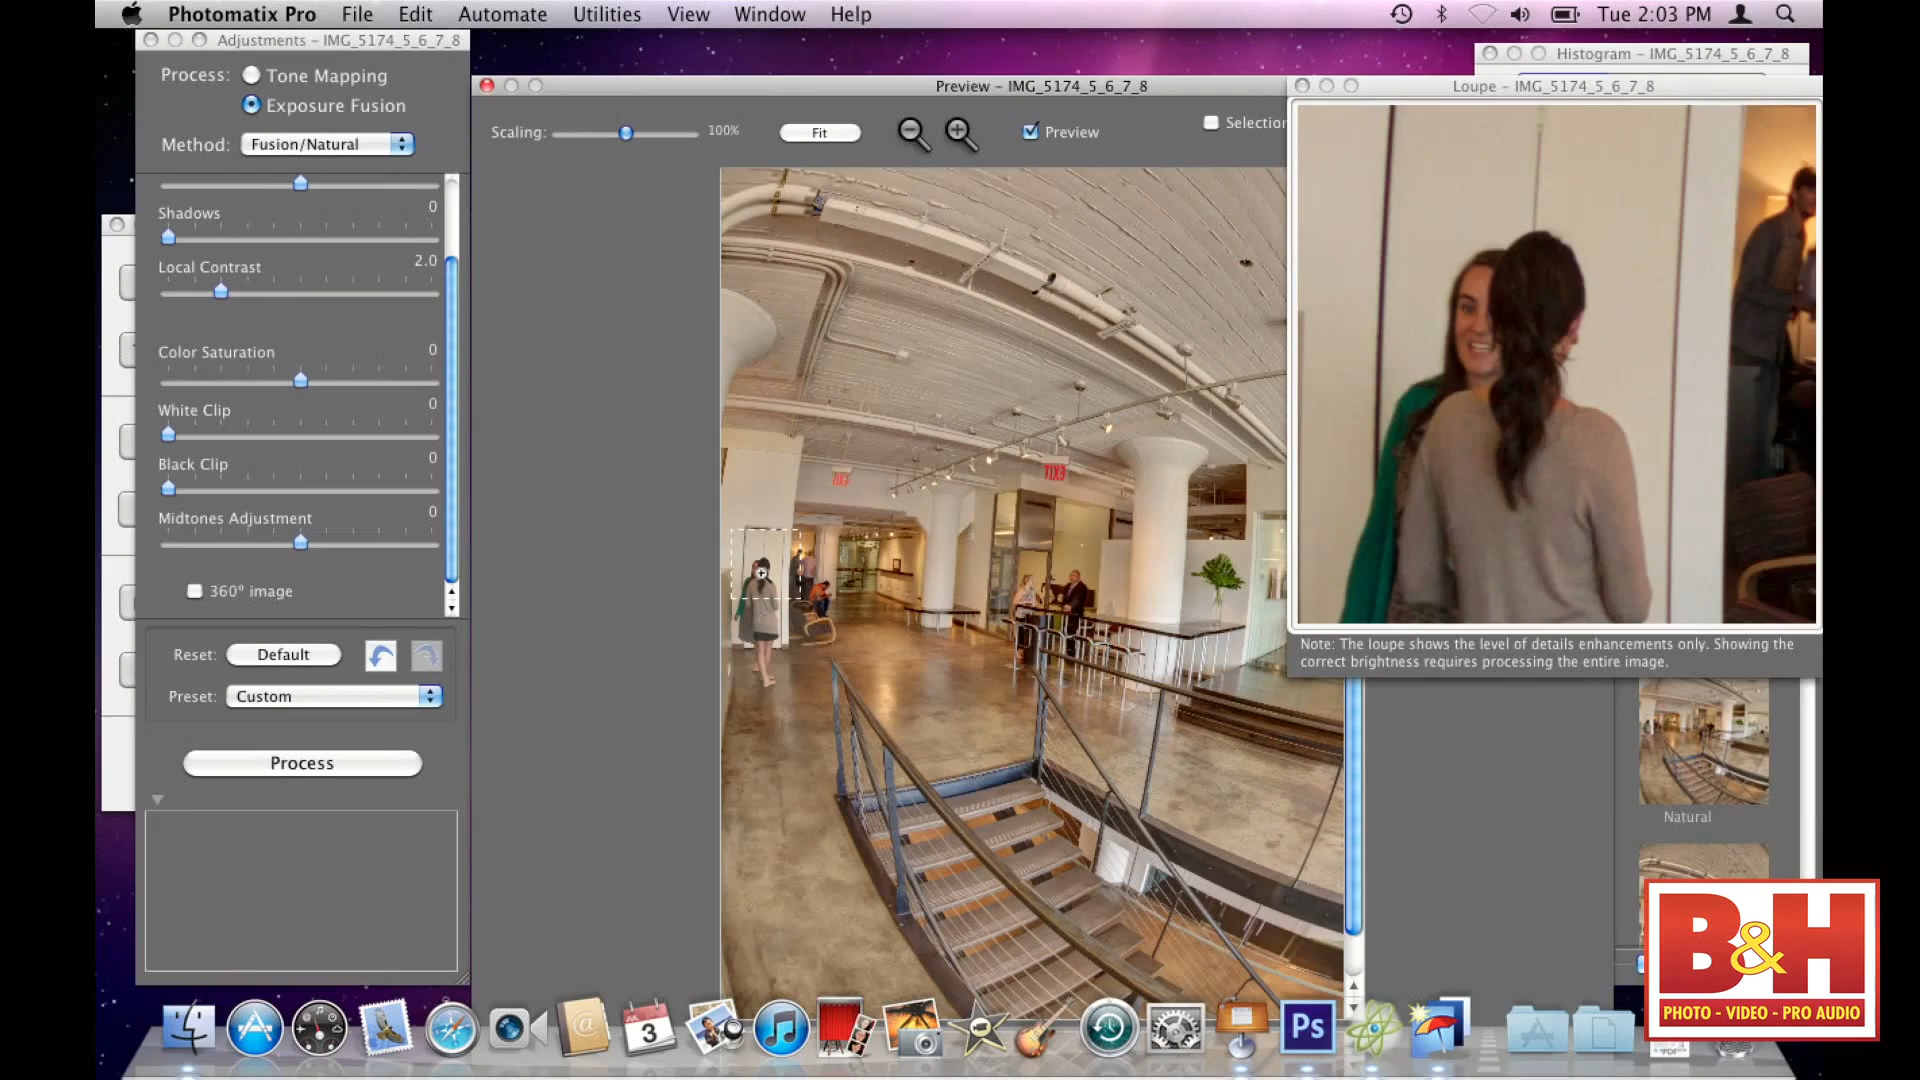 Photomatix Pro File Edit Automate Utilities View Window Help Tue 2:03 PM
Adjustments – IMG_5174_5_6_7_8
Process: Tone Mapping
Exposure Fusion
Method: Fusion/Natural
Shadows 0
Local Contrast 2.0
Color Saturation 0
White Clip 0
Black Clip 0
Midtones Adjustment 0
360° image
Reset: Default
Preset: Custom
Process
Preview – IMG_5174_5_6_7_8
Scaling: 100% Fit Preview Selection
EXIT
EXIT
Histogram – IMG_5174_5_6_7_8
Loupe – IMG_5174_5_6_7_8
Note: The loupe shows the level of details enhancements only. Showing the
correct brightness requires processing the entire image.
Natural
B&H
PHOTO - VIDEO - PRO AUDIO
JUL
3
Ps
PDF